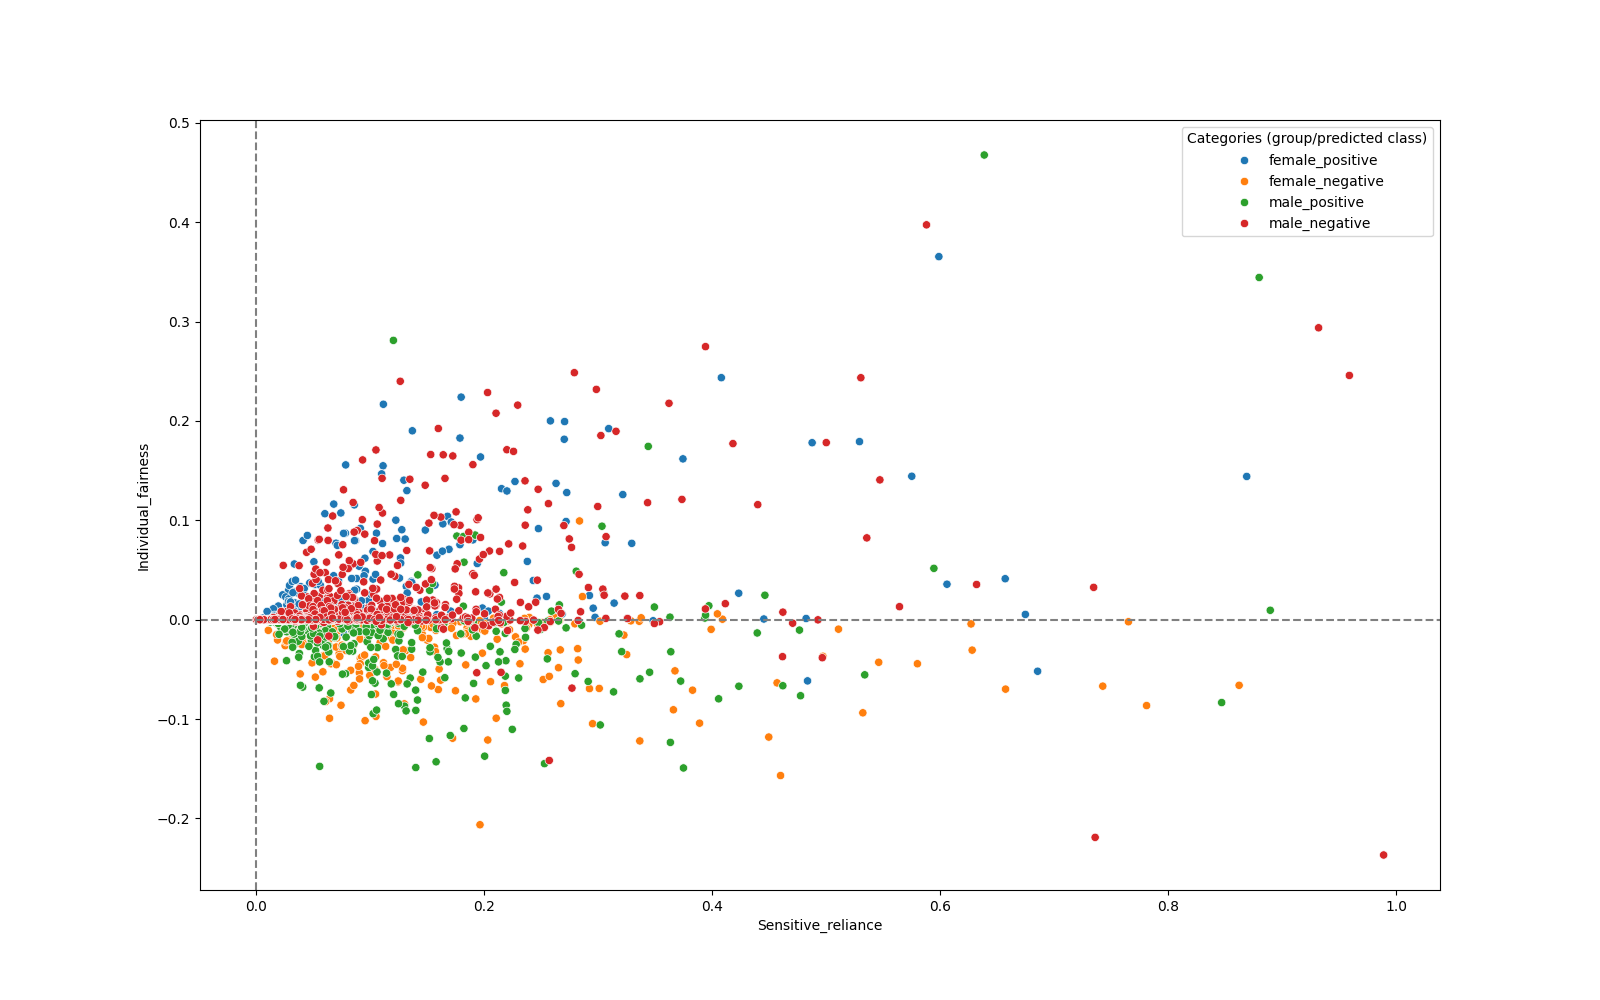 Categories (group/predicted class)
female_positive
female_negative
male_positive
male_negative
0.5
0.4
0.3
0.2
0.1
0.0
−0.1
−0.2
Individual_fairness
0.0 0.2 0.4 0.6 0.8 1.0
Sensitive_reliance